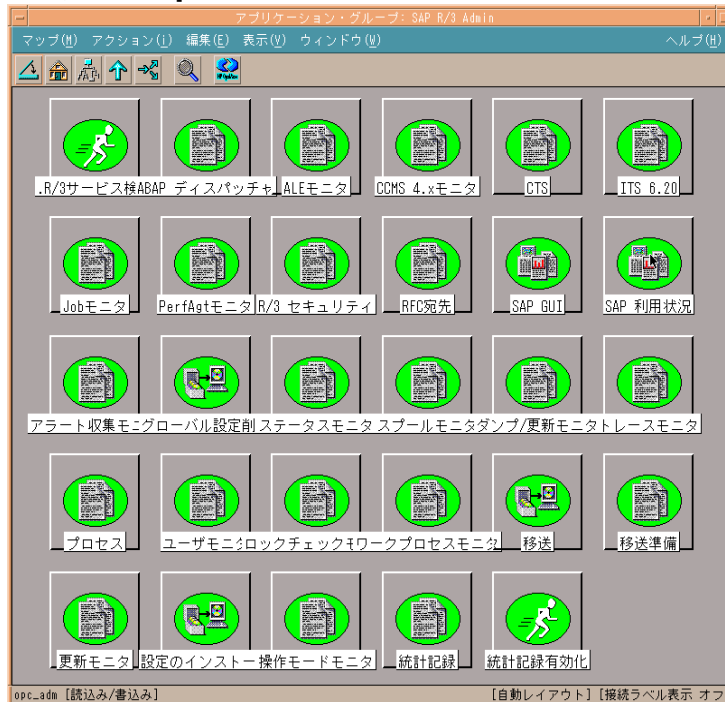 アプリケーション・グループ: SAP R/3 Admin
マップ(M) アクション(i) 編集(E) 表示(V) ウィンドウ(W) ヘルプ(H)
.R/3サービス検 ABAP ディスパッチャ ALEモニタ CCMS 4.xモニタ CTS ITS 6.20
Jobモニタ PerfAgtモニタ R/3 セキュリティ RFC宛先 SAP GUI SAP 利用状況
アラート収集モニ グローバル設定削 ステータスモニタ スプールモニタ ダンプ/更新モニタ トレースモニタ
プロセス ユーザモニタ ロックチェックモ ワークプロセスモニタ 移送 移送準備
更新モニタ 設定のインストー 操作モードモニタ 統計記録 統計記録有効化
opc_adm [読込み/書込み] [自動レイアウト] [接続ラベル表示 オフ